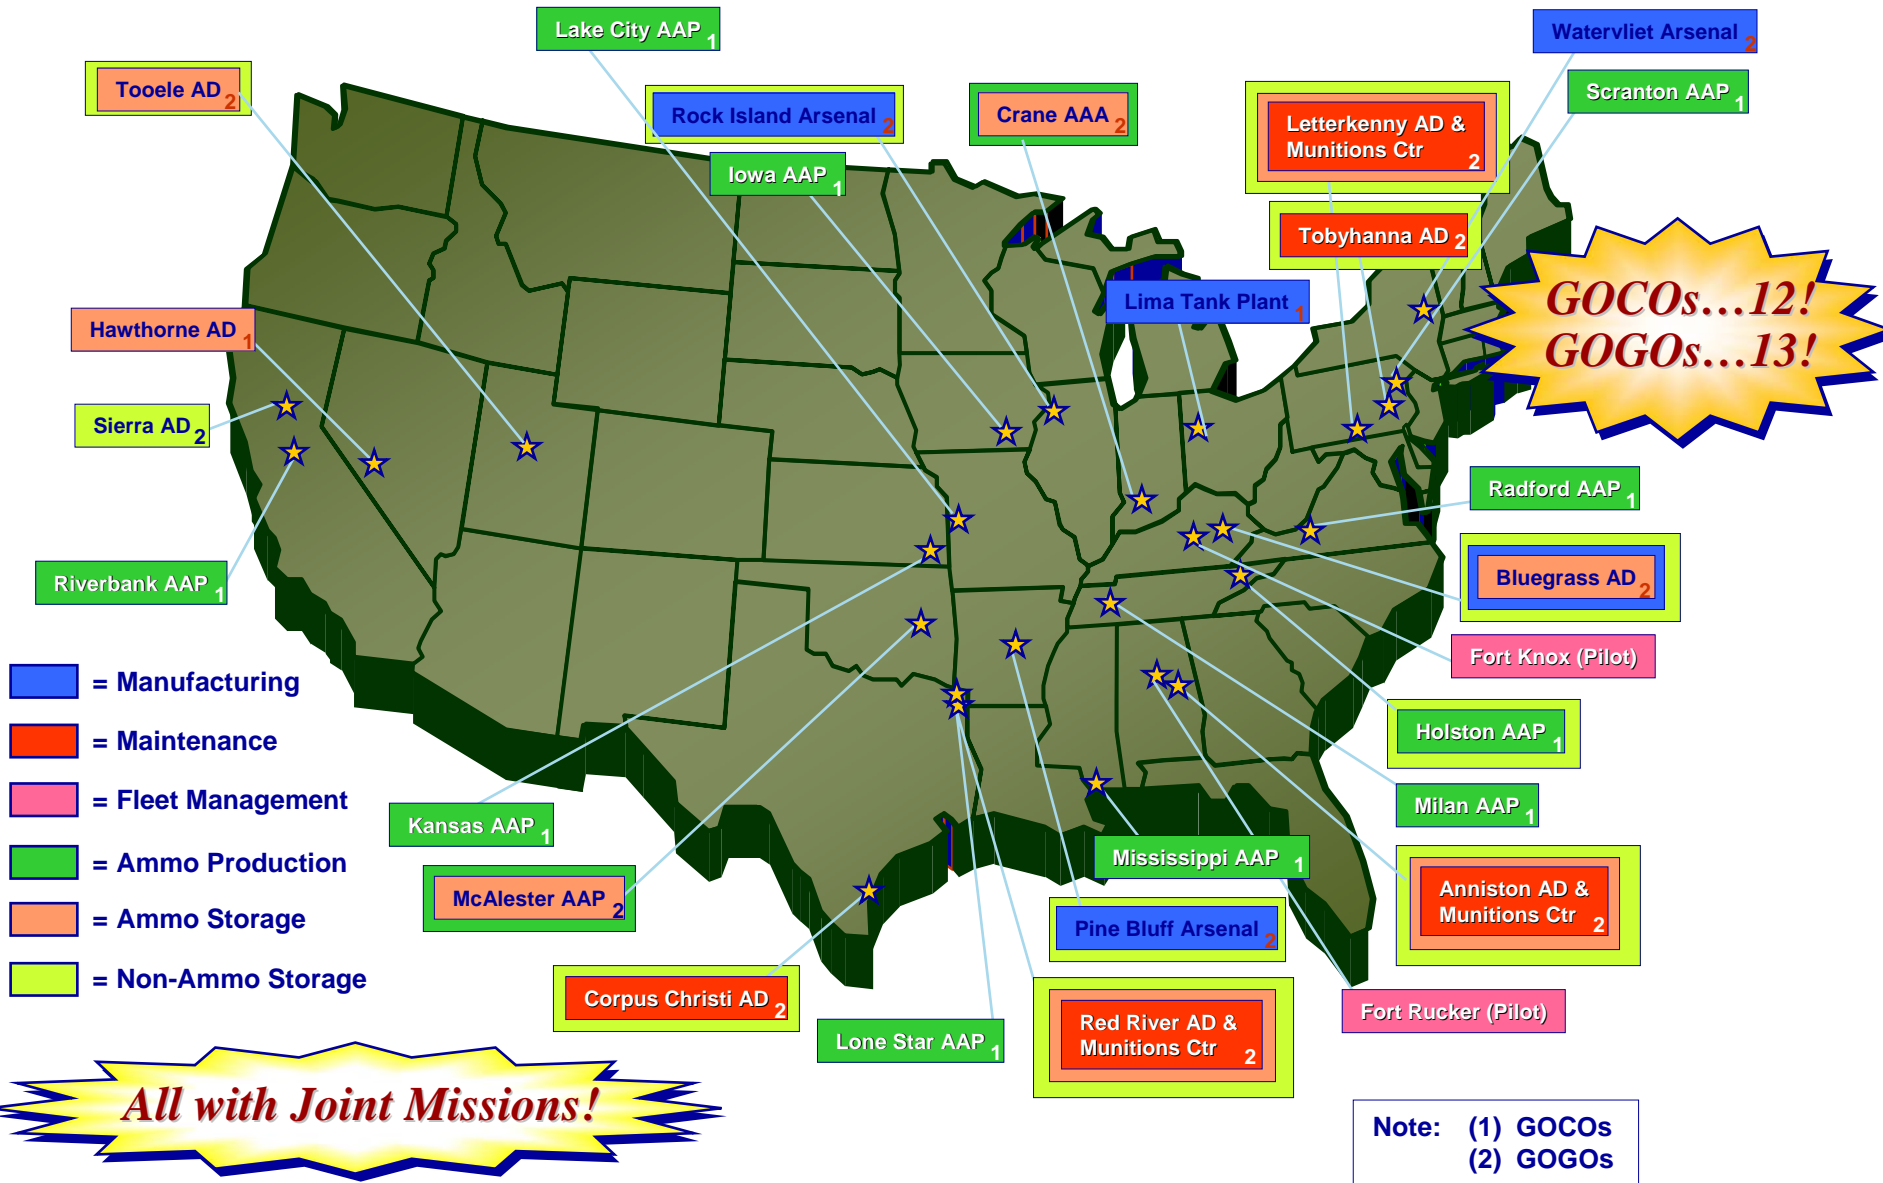 Lake City AAP 1
Watervliet Arsenal 2
Tooele AD 2
Rock Island Arsenal 2
Crane AAA 2
Scranton AAP 1
Letterkenny AD &
Munitions Ctr 2
Iowa AAP 1
Tobyhanna AD 2
Lima Tank Plant 1
GOCOs...12!
GOGOs...13!
Hawthorne AD 1
Sierra AD 2
Radford AAP 1
Riverbank AAP 1
Bluegrass AD 2
Fort Knox (Pilot)
= Manufacturing
= Maintenance
= Fleet Management
= Ammo Production
= Ammo Storage
= Non-Ammo Storage
Holston AAP 1
Milan AAP 1
Kansas AAP 1
Mississippi AAP 1
McAlester AAP 2
Pine Bluff Arsenal 2
Anniston AD &
Munitions Ctr 2
Corpus Christi AD 2
Lone Star AAP 1
Red River AD &
Munitions Ctr 2
Fort Rucker (Pilot)
All with Joint Missions!
Note: (1) GOCOs
(2) GOGOs